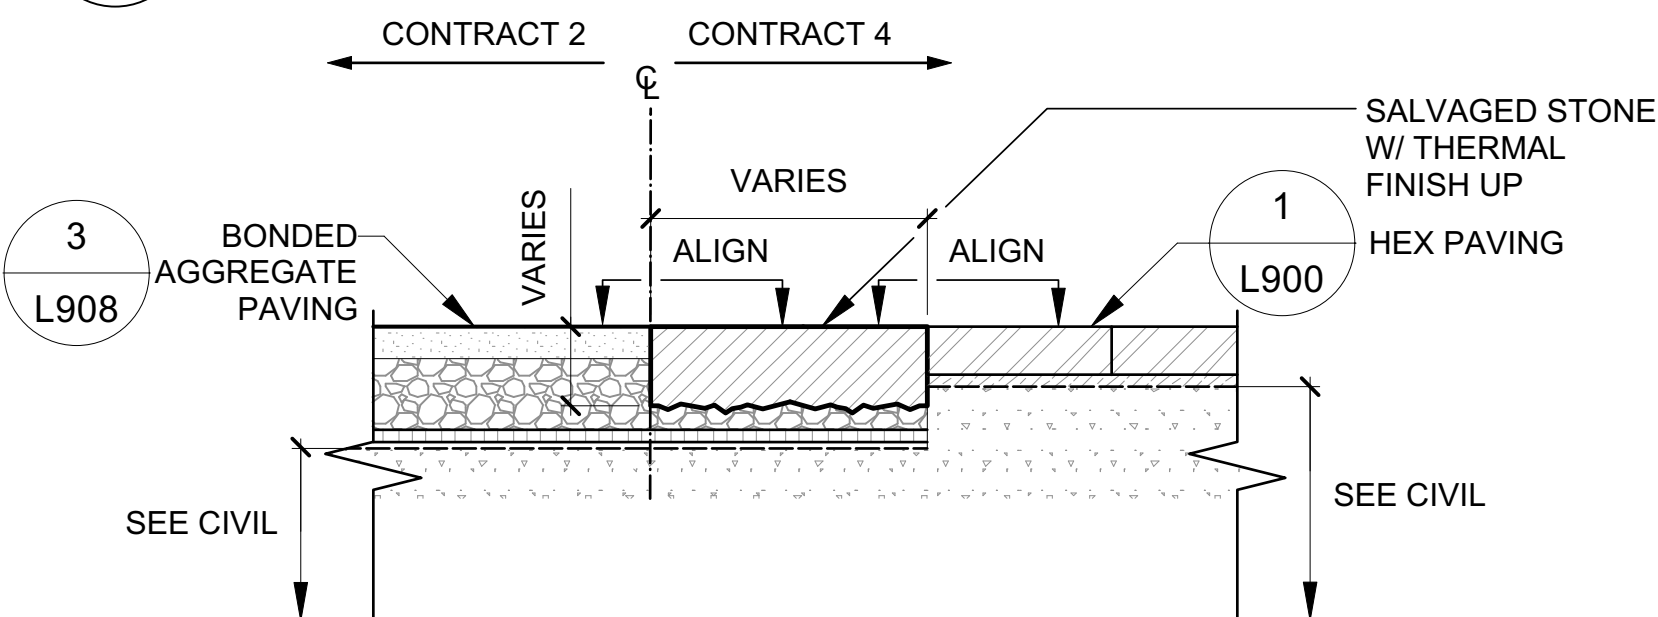 CONTRACT 2
CONTRACT 4
℄
SALVAGED STONE
W/ THERMAL
FINISH UP
VARIES
VARIES
3
L908
BONDED
AGGREGATE
PAVING
ALIGN
ALIGN
1
L900
HEX PAVING
SEE CIVIL
SEE CIVIL